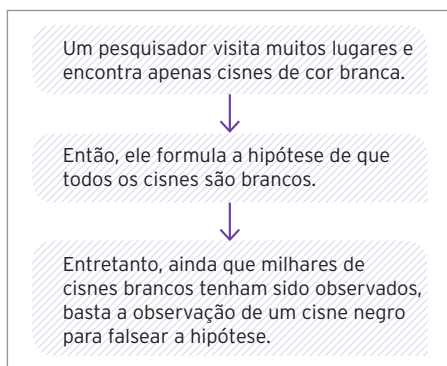 Um pesquisador visita muitos lugares e
encontra apenas cisnes de cor branca.
Então, ele formula a hipótese de que
todos os cisnes são brancos.
Entretanto, ainda que milhares de
cisnes brancos tenham sido observados,
basta a observação de um cisne negro
para falsear a hipótese.